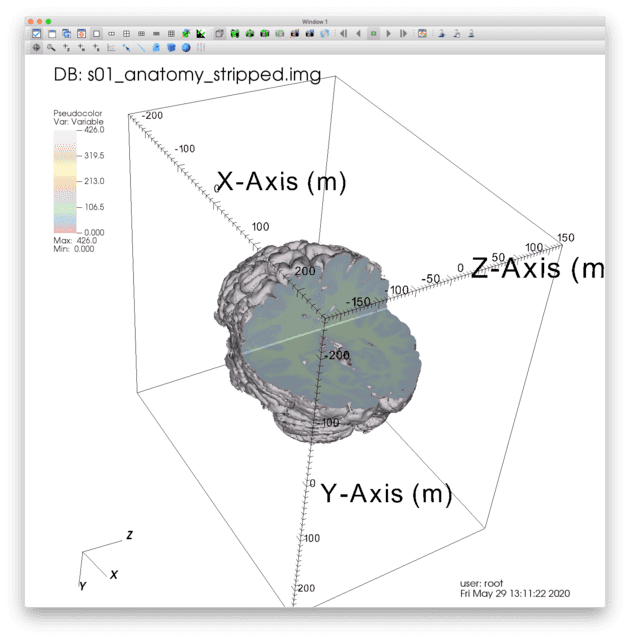 Window 1
DB: s01_anatomy_stripped.img
Pseudocolor
Var: Variable
426.0
319.5
213.0
106.5
0.000
Max: 426.0
Min: 0.000
-200
-100
0
100
200
X-Axis (m)
-150
-100
-50
0
50
100
150
Z-Axis (m
-200
-100
0
100
200
Y-Axis (m)
Z
X
Y
user: root
Fri May 29 13:11:22 2020